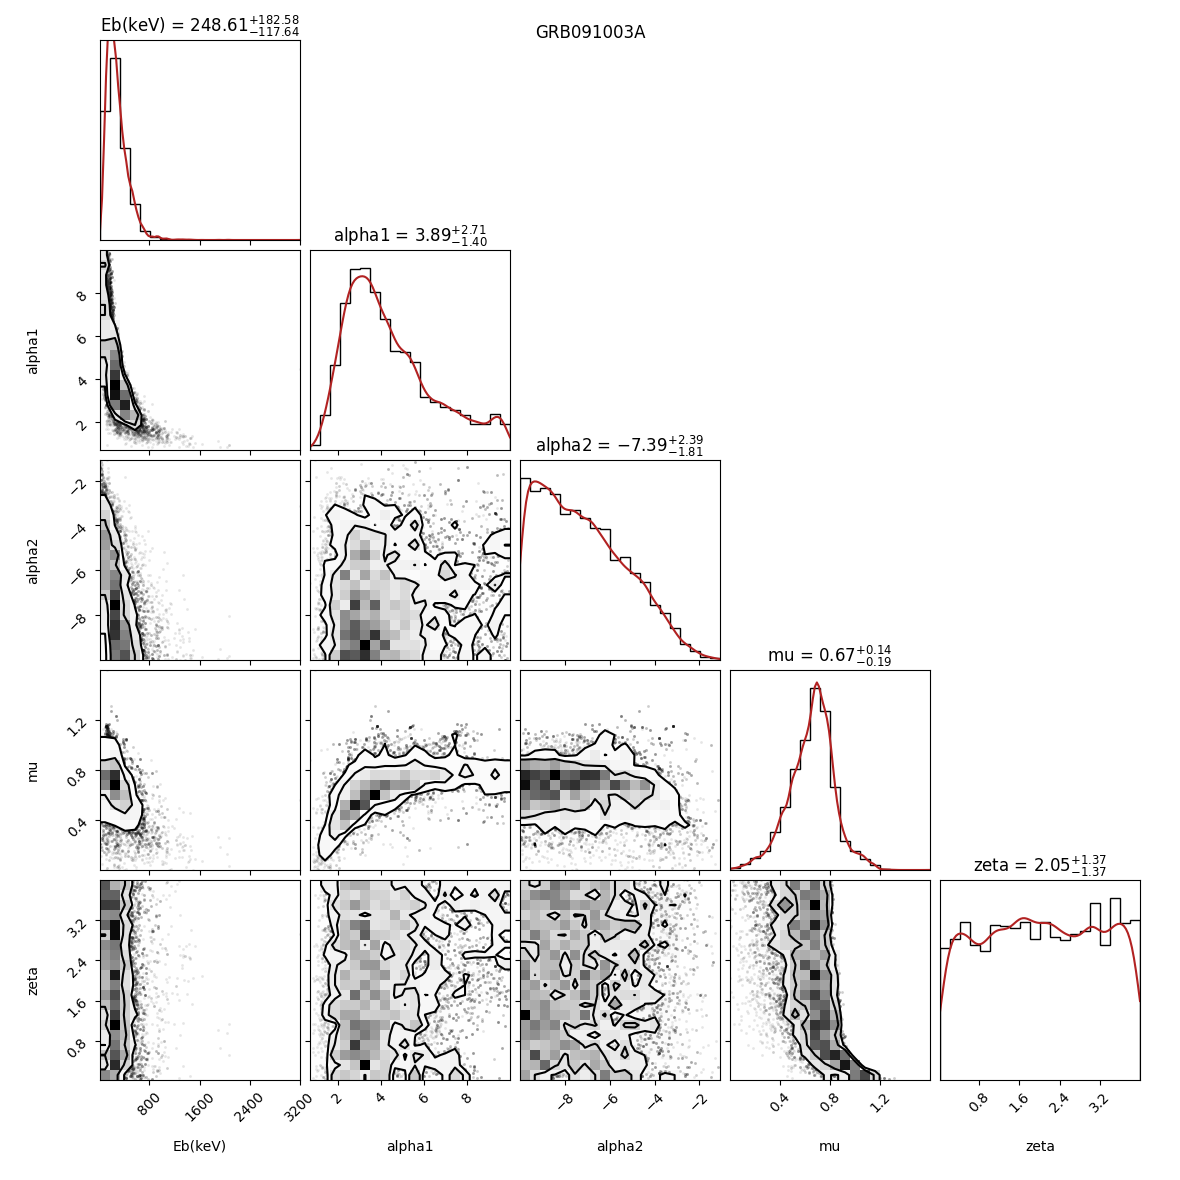 Eb(keV) = 248.61+182.58−117.64
GRB091003A
alpha1 = 3.89+2.71−1.40
8
6
4
2
alpha1
alpha2 = −7.39+2.39−1.81
−2
−4
−6
−8
alpha2
mu = 0.67+0.14−0.19
1.2
0.8
0.4
mu
zeta = 2.05+1.37−1.37
3.2
2.4
1.6
0.8
zeta
800 1600 2400 3200 2 4 6 8 −8 −6 −4 −2 0.4 0.8 1.2 0.8 1.6 2.4 3.2
Eb(keV) alpha1 alpha2 mu zeta